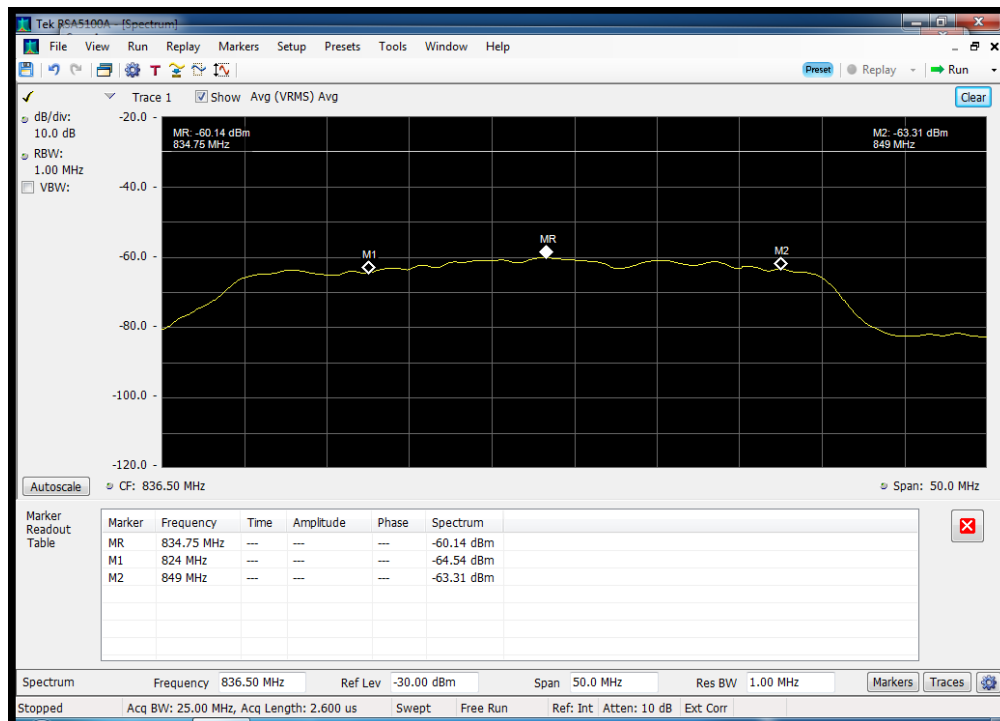 Tek RSA5100A - [Spectrum]
File View Run Replay Markers Setup Presets Tools Window Help
T Preset Replay Run
Trace 1 Show Avg (VRMS) Avg Clear
dB/div:
10.0 dB
RBW:
1.00 MHz
VBW:
-20.0
-40.0
-60.0
-80.0
-100.0
-120.0
MR: -60.14 dBm
834.75 MHz
M2: -63.31 dBm
849 MHz
M1
MR
M2
Autoscale CF: 836.50 MHz Span: 50.0 MHz
Marker
Readout
Table
Marker Frequency Time Amplitude Phase Spectrum
MR 834.75 MHz --- --- --- -60.14 dBm
M1 824 MHz --- --- --- -64.54 dBm
M2 849 MHz --- --- --- -63.31 dBm
Spectrum Frequency 836.50 MHz Ref Lev -30.00 dBm Span 50.0 MHz Res BW 1.00 MHz Markers Traces
Stopped Acq BW: 25.00 MHz, Acq Length: 2.600 us Swept Free Run Ref: Int Atten: 10 dB Ext Corr